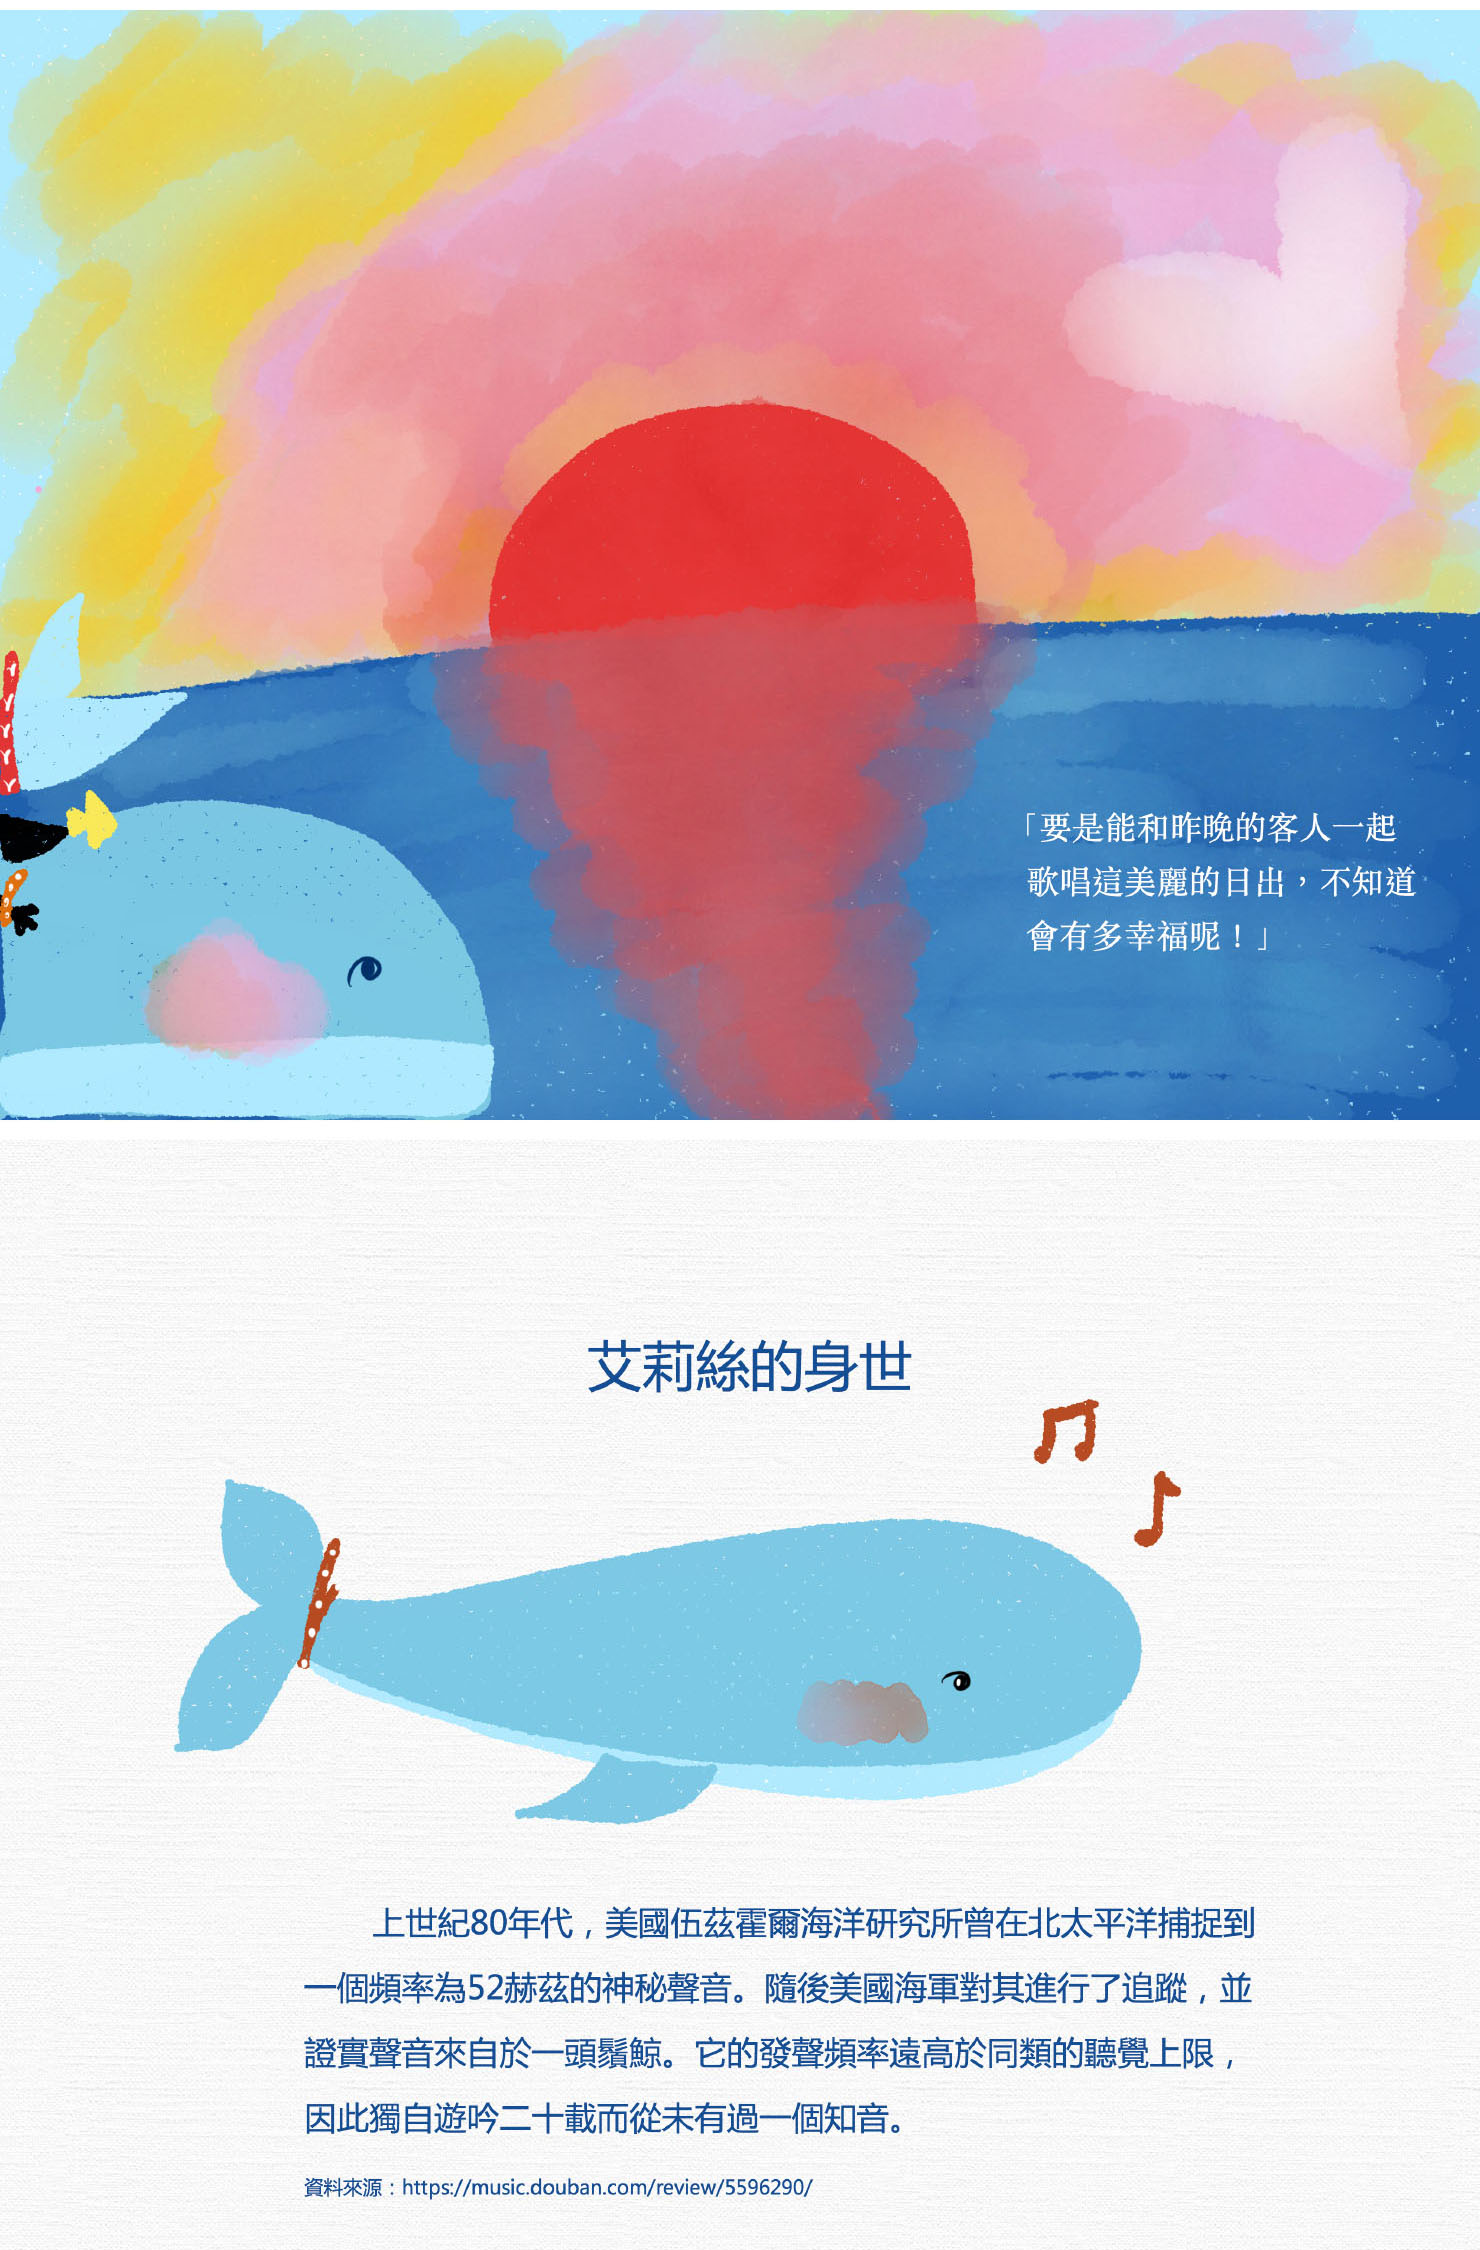 「要是能和昨晚的客人一起
歌唱這美麗的日出，不知道
會有多幸福呢！」
艾莉絲的身世
上世紀80年代，美國伍茲霍爾海洋研究所曾在北太平洋捕捉到
一個頻率為52赫茲的神秘聲音。隨後美國海軍對其進行了追蹤，並
證實聲音來自於一頭鬚鯨。它的發聲頻率遠高於同類的聽覺上限，
因此獨自遊吟二十載而從未有過一個知音。
資料來源：https://music.douban.com/review/5596290/